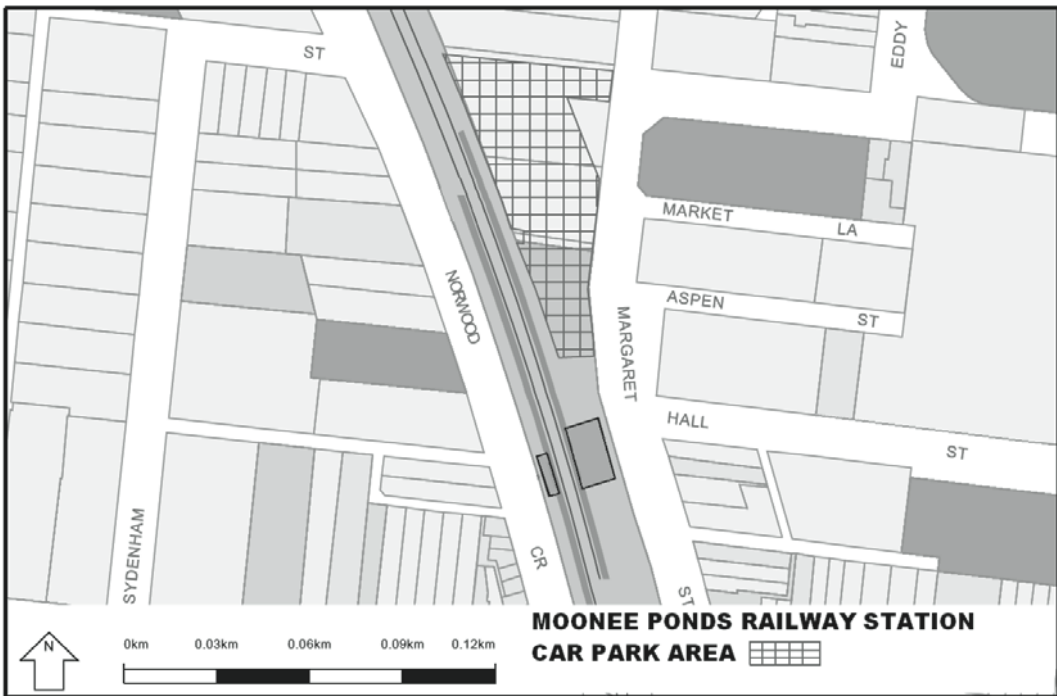 ST
EDDY
MARKET
LA
NORWOOD
ASPEN
ST
MARGARET
HALL
ST
SYDENHAM
CR
ST
N
0km 0.03km 0.06km 0.09km 0.12km
MOONEE PONDS RAILWAY STATION
CAR PARK AREA